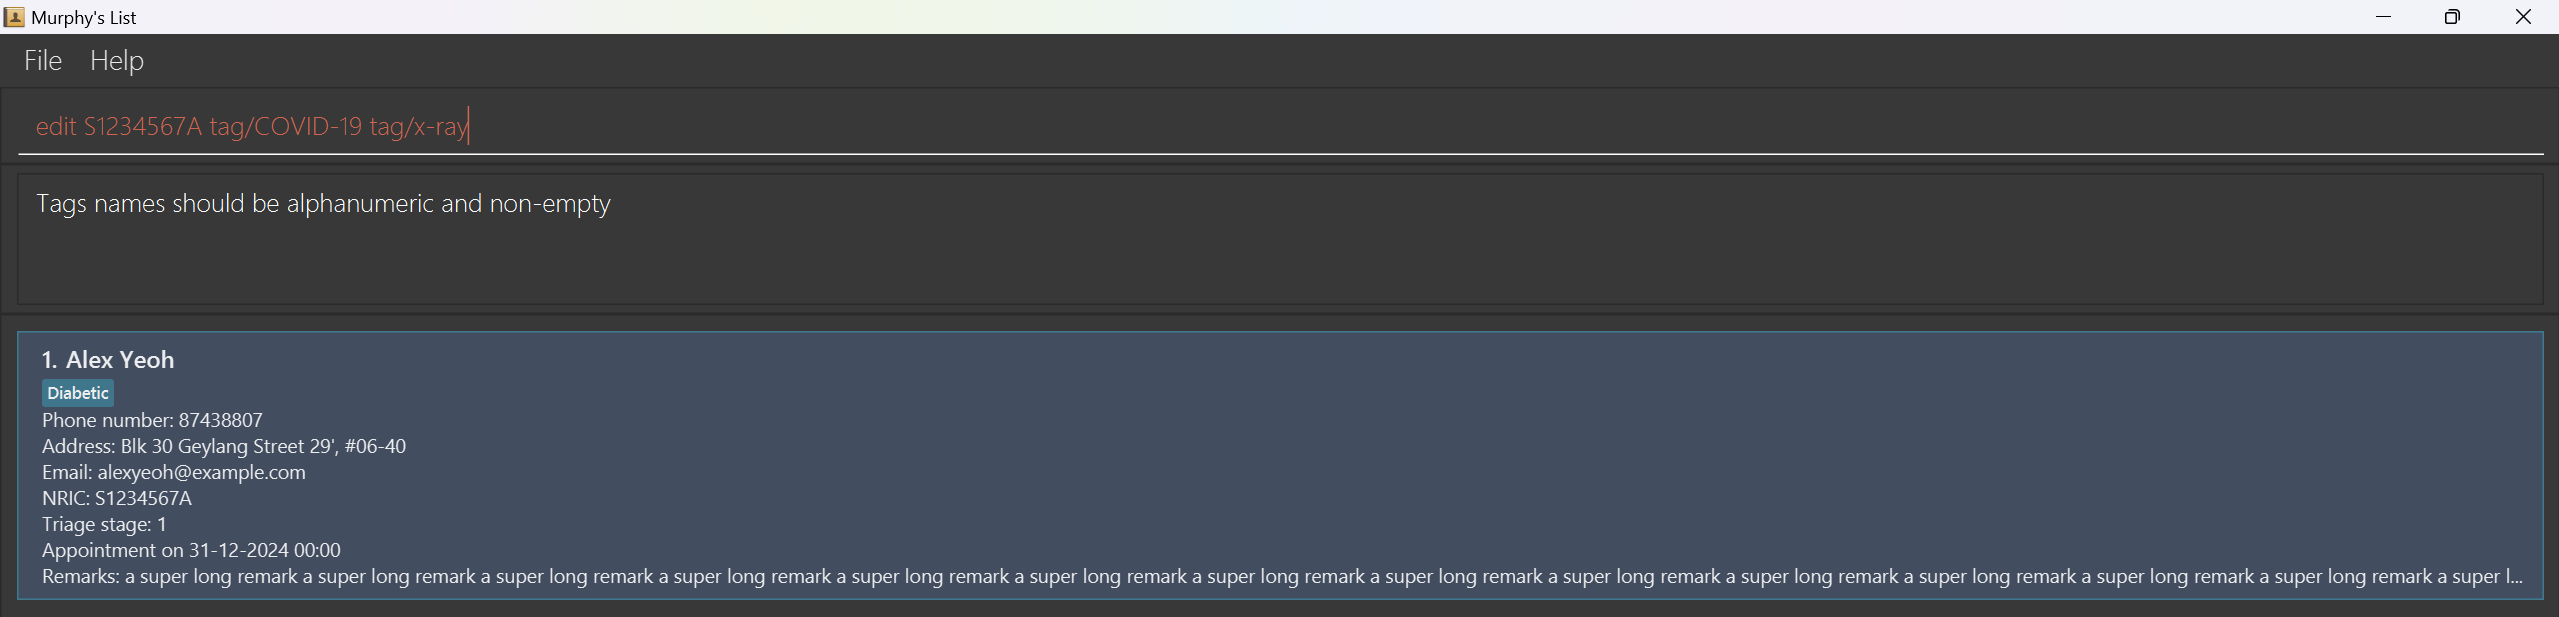 Murphy's List
File Help
edit S1234567A tag/COVID-19 tag/x-ray
Tags names should be alphanumeric and non-empty
1. Alex Yeoh
Diabetic
Phone number: 87438807
Address: Blk 30 Geylang Street 29', #06-40
Email: alexyeoh@example.com
NRIC: S1234567A
Triage stage: 1
Appointment on 31-12-2024 00:00
Remarks: a super long remark a super long remark a super long remark a super long remark a super long remark a super long remark a super long remark a super long remark a super long remark a super long remark a super long remark a super long remark a super long remark a super l...